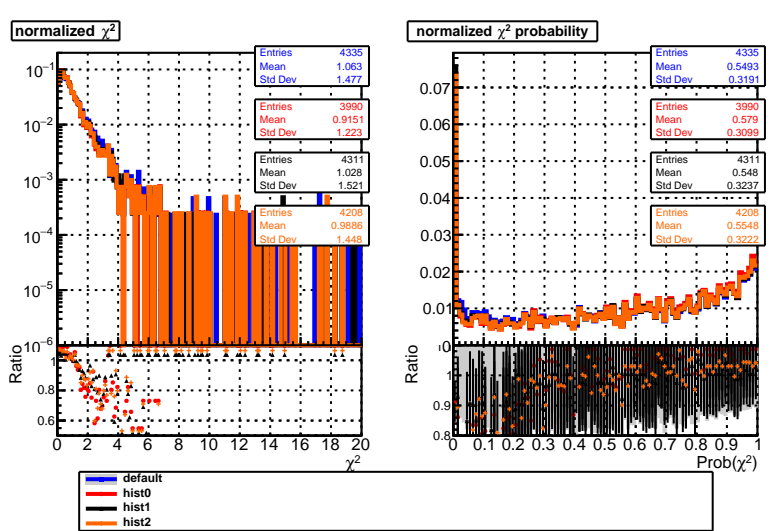 normalized χ²
normalized χ² probability
Entries 4335
Mean 1.063
Std Dev 1.477
Entries 3990
Mean 0.9151
Std Dev 1.223
Entries 4311
Mean 1.028
Std Dev 1.521
Entries 4208
Mean 0.9886
Std Dev 1.448
10⁻¹
10⁻²
10⁻³
10⁻⁴
10⁻⁵
10⁻⁶
Ratio
1
0.8
0.6
0 2 4 6 8 10 12 14 16 18 20
χ²
Entries 4335
Mean 0.5493
Std Dev 0.3191
Entries 3990
Mean 0.579
Std Dev 0.3099
Entries 4311
Mean 0.548
Std Dev 0.3237
Entries 4208
Mean 0.5548
Std Dev 0.3222
0.07
0.06
0.05
0.04
0.03
0.02
0.01
Ratio
1
0.9
0.8
0 0.1 0.2 0.3 0.4 0.5 0.6 0.7 0.8 0.9 1
Prob(χ²)
default
hist0
hist1
hist2